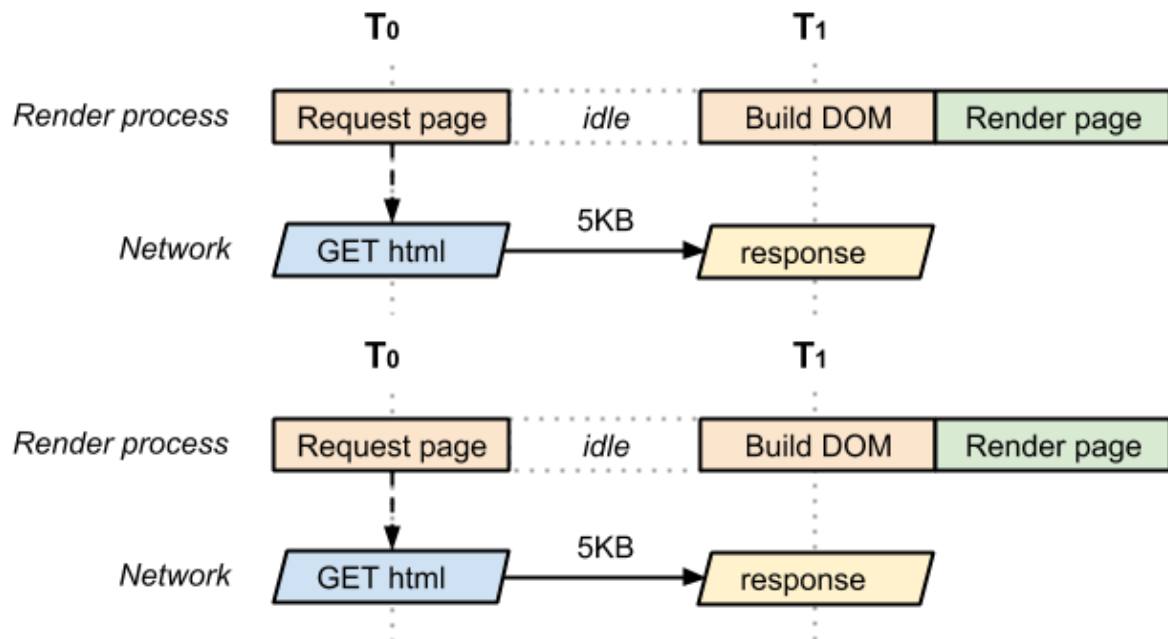 T0 T1
Render process Request page idle Build DOM Render page
5KB
Network GET html response
T0 T1
Render process Request page idle Build DOM Render page
5KB
Network GET html response